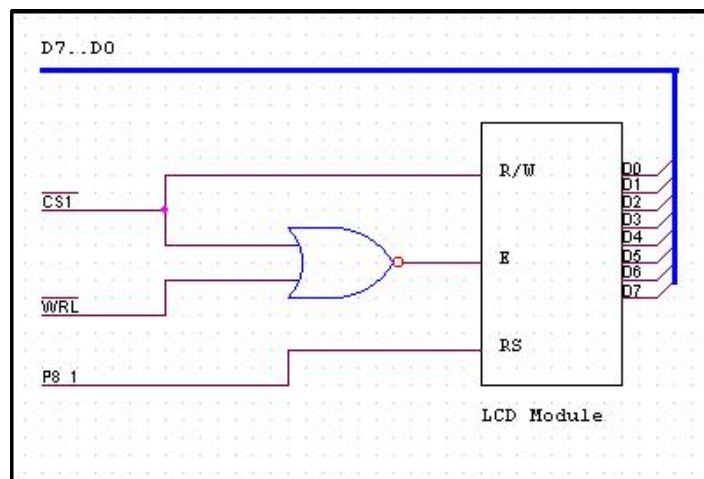 D7..D0
R/W
D0
D1
CS1
D2
D3
D4
E
D5
D6
D7
WRL
RS
P8 1
LCD Module